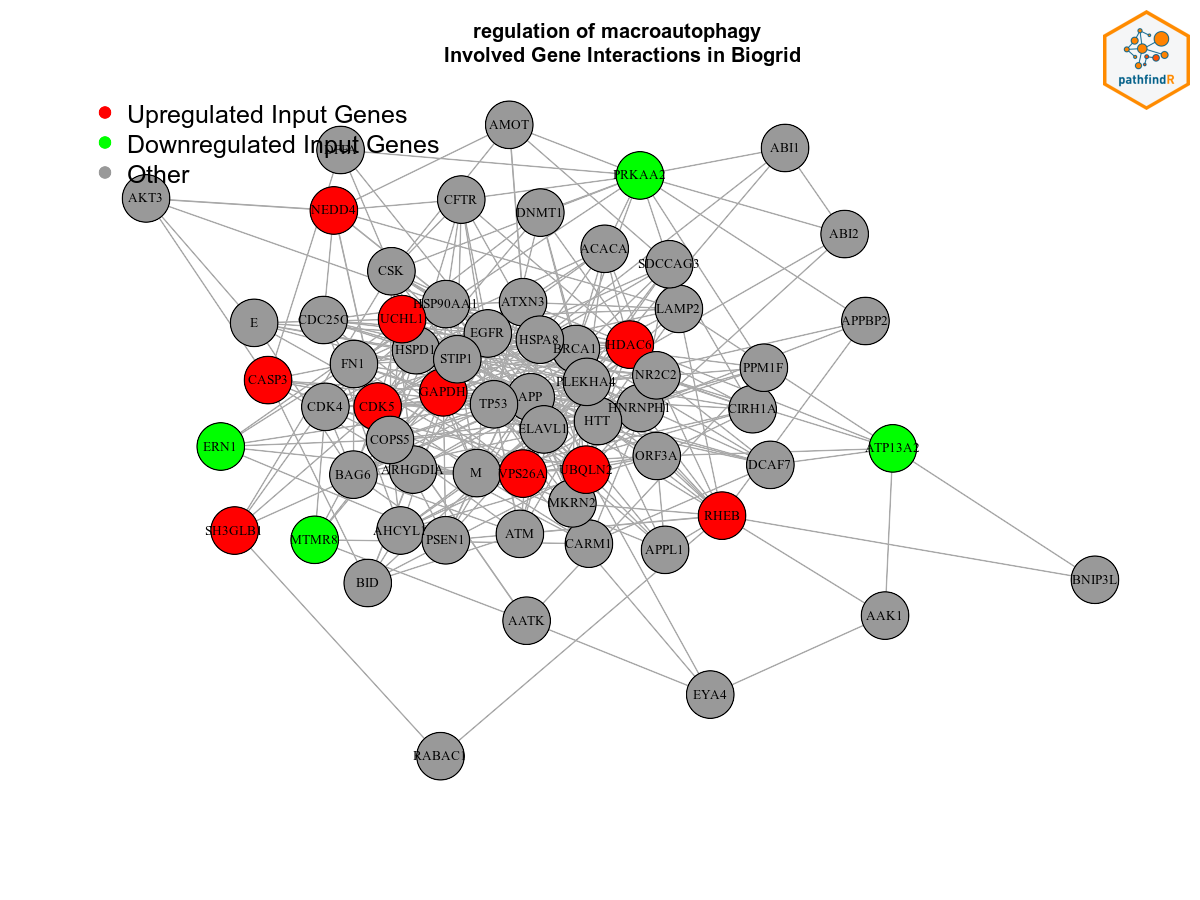 regulation of macroautophagy
Involved Gene Interactions in Biogrid
pathfindR
Upregulated Input Genes
Downregulated Input Genes
Other
AMOT
ABI1
PRKAA2
AKT3
NEDD4
CFTR
DNMT1
ABI2
ACACA
SDCCAG3
CSK
HSP90AA1
ATXN3
LAMP2
E
CDC25C
UCHL1
EGFR
HSPA8
BRCA1
HDAC6
APPBP2
FN1
HSPD1
STIP1
CASP3
PLEKHA4
NR2C2
PPM1F
CDK4
CDK5
GAPDH
TP53
APP
HNRNPH1
CIRH1A
ERN1
COPS5
ELAVL1
HTT
ATP13A2
BAG6
ARHGDIA
M
VPS26A
UBQLN2
ORF3A
DCAF7
MKRN2
RHEB
SH3GLB1
MTMR8
PSEN1
ATM
CARM1
APPL1
BID
BNIP3L
AATK
AAK1
EYA4
RABAC1